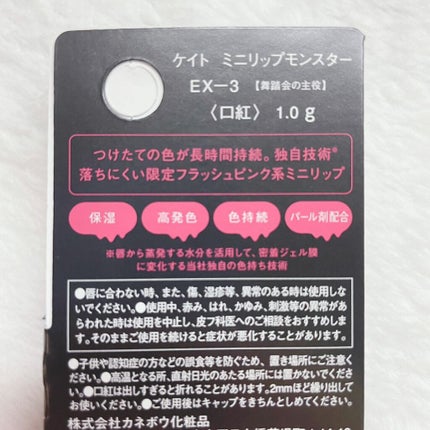 ケイト ミニリップモンスター
EX－3 【舞踏会の主役】
〈口紅〉 1.0g
つけたての色が長時間持続。独自技術※
落ちにくい限定フラッシュピンク系ミニリップ
保湿 高発色 色持続 パール剤配合
※唇から蒸発する水分を活用して、密着ジェル膜
に変化する当社独自の色持ち技術
●唇に合わない時、また、傷、湿疹等、異常のある時は使用しな
いでください。●使用中、赤み、はれ、かゆみ、刺激等の異常があ
らわれた時は使用を中止し、皮フ科医へのご相談をおすすめしま
す。そのままご使用を続けると症状が悪化することがあります。
●子供や認知症の方などの誤食等を防ぐため、置き場所にご注意く
ださい。●高温となる所、直射日光のあたる場所には置かないでくだ
さい。●口紅は出しすぎると折れることがあります。2mmほど繰り出して
お使いください。●ご使用後はキャップをきちんとしめてください。
株式会社カネボウ化粧品